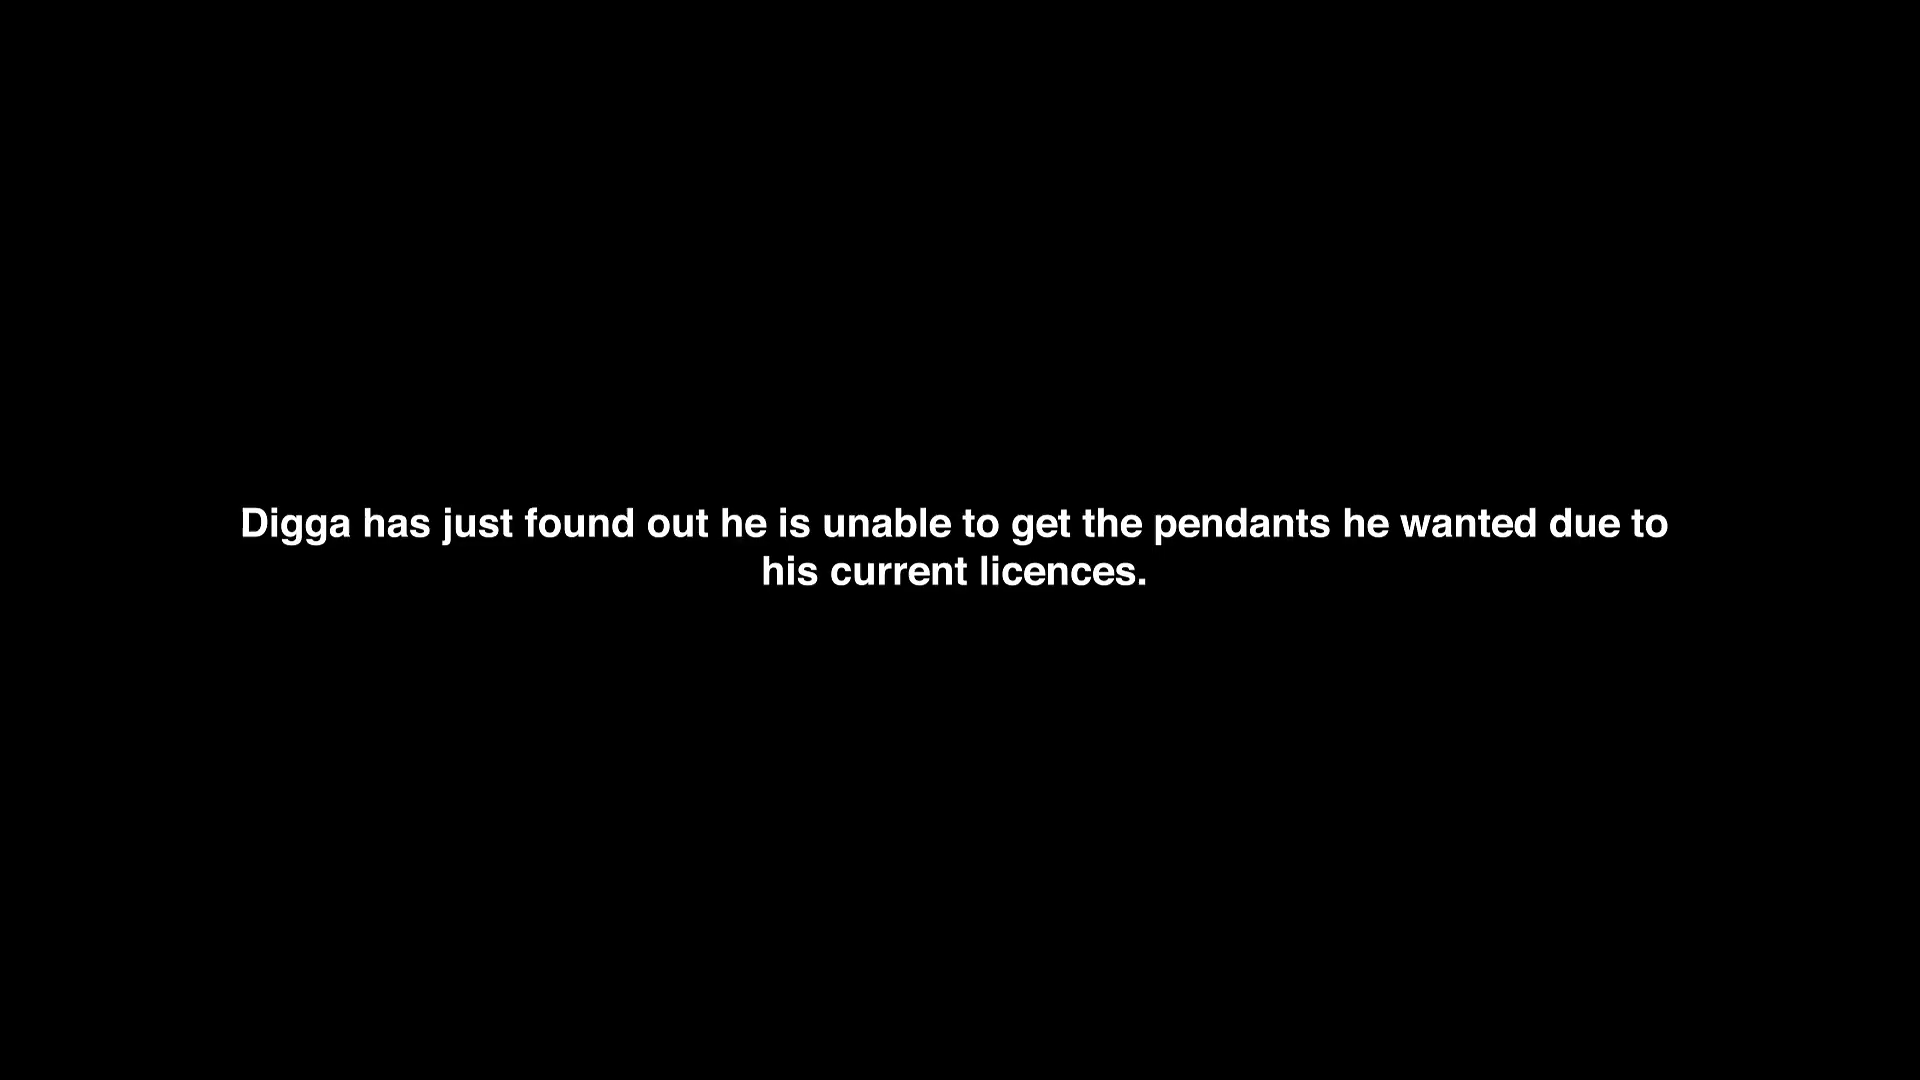 Digga has just found out he is unable to get the pendants he wanted due to
his current licences.